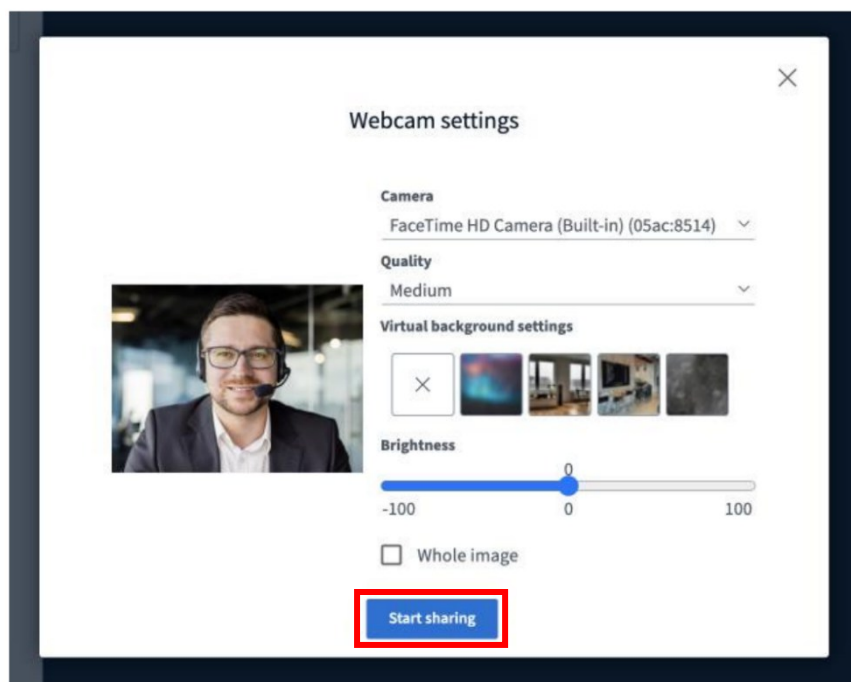 Webcam settings
Camera
FaceTime HD Camera (Built-in) (05ac:8514)
Quality
Medium
Virtual background settings
Brightness
0
-100 0 100
Whole image
Start sharing